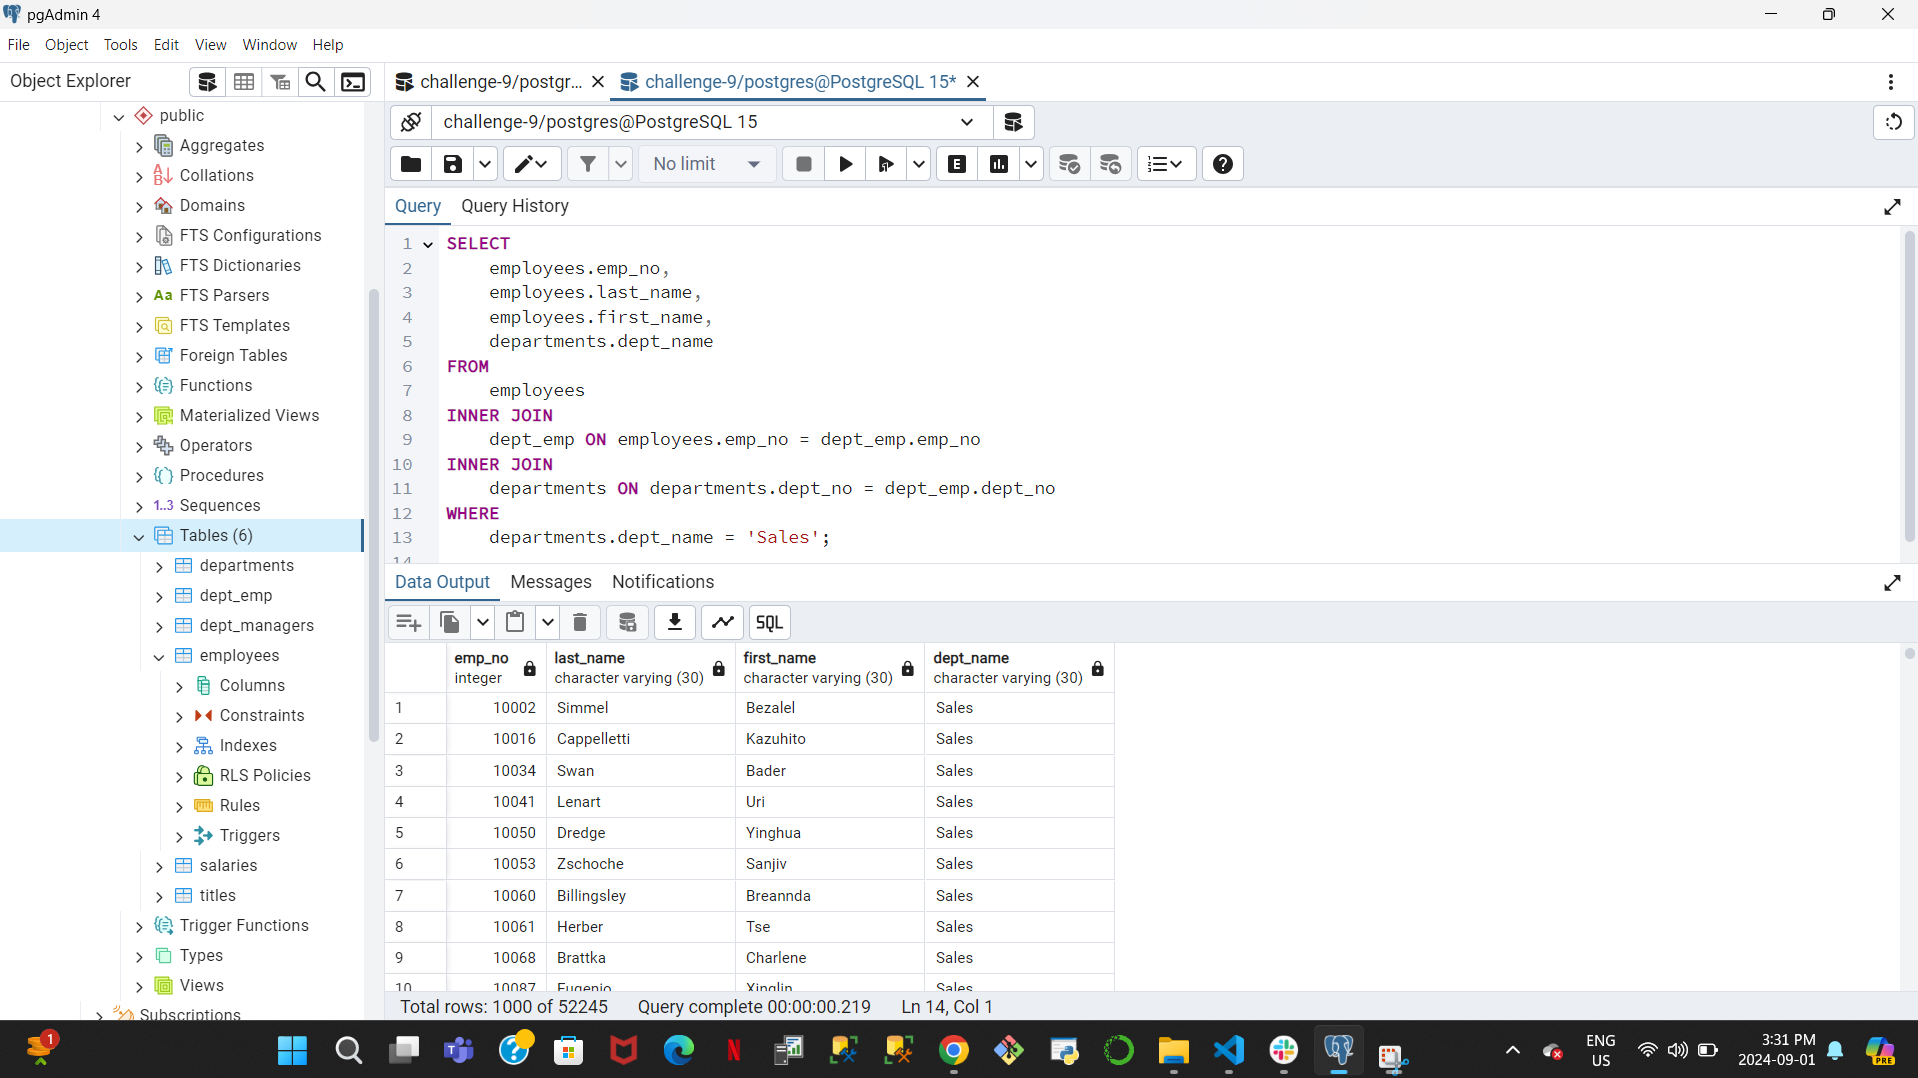 pgAdmin 4
File Object Tools Edit View Window Help
Object Explorer
challenge-9/postgr...
challenge-9/postgres@PostgreSQL 15*
public
Aggregates
Collations
Domains
FTS Configurations
FTS Dictionaries
Aa FTS Parsers
FTS Templates
Foreign Tables
Functions
Materialized Views
Operators
Procedures
1..3 Sequences
Tables (6)
departments
dept_emp
dept_managers
employees
Columns
Constraints
Indexes
RLS Policies
Rules
Triggers
salaries
titles
Trigger Functions
Types
Views
Subscriptions
challenge-9/postgres@PostgreSQL 15
No limit
E
Query Query History
1 SELECT
2 employees.emp_no,
3 employees.last_name,
4 employees.first_name,
5 departments.dept_name
6 FROM
7 employees
8 INNER JOIN
9 dept_emp ON employees.emp_no = dept_emp.emp_no
10 INNER JOIN
11 departments ON departments.dept_no = dept_emp.dept_no
12 WHERE
13 departments.dept_name = 'Sales';
14
Data Output Messages Notifications
SQL
emp_no last_name first_name dept_name
integer character varying (30) character varying (30) character varying (30)
1 10002 Simmel Bezalel Sales
2 10016 Cappelletti Kazuhito Sales
3 10034 Swan Bader Sales
4 10041 Lenart Uri Sales
5 10050 Dredge Yinghua Sales
6 10053 Zschoche Sanjiv Sales
7 10060 Billingsley Breannda Sales
8 10061 Herber Tse Sales
9 10068 Brattka Charlene Sales
10 10087 Eugenio Xinglin Sales
Total rows: 1000 of 52245 Query complete 00:00:00.219 Ln 14, Col 1
1
ENG
US
3:31 PM
2024-09-01
PRE